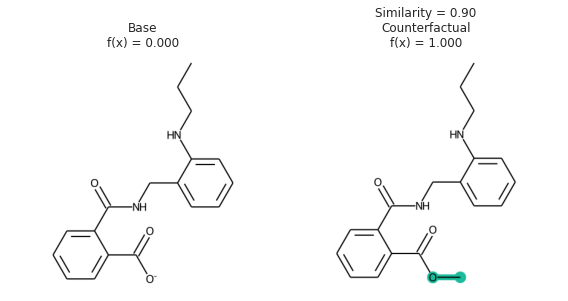 Base
f(x) = 0.000
HN
O
NH
O
O⁻
Similarity = 0.90
Counterfactual
f(x) = 1.000
HN
O
NH
O
O